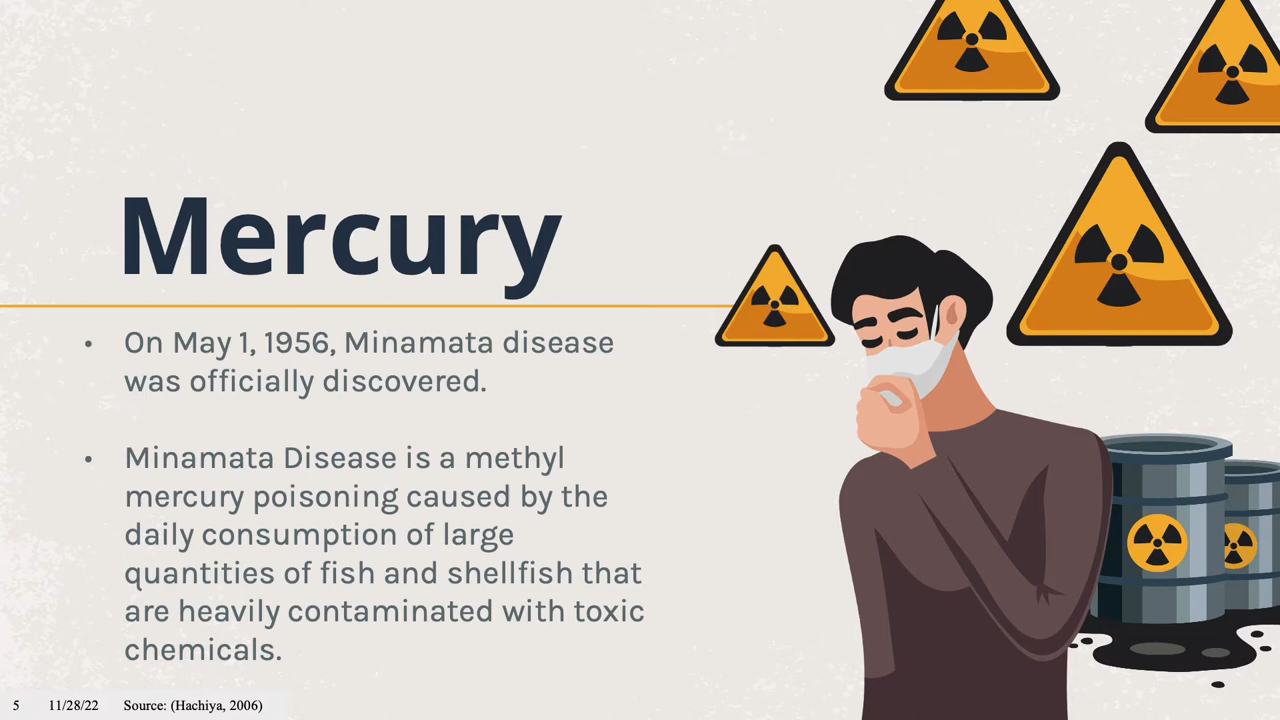 Mercury
• On May 1, 1956, Minamata disease
was officially discovered.
• Minamata Disease is a methyl
mercury poisoning caused by the
daily consumption of large
quantities of fish and shellfish that
are heavily contaminated with toxic
chemicals.
5 11/28/22 Source: (Hachiya, 2006)